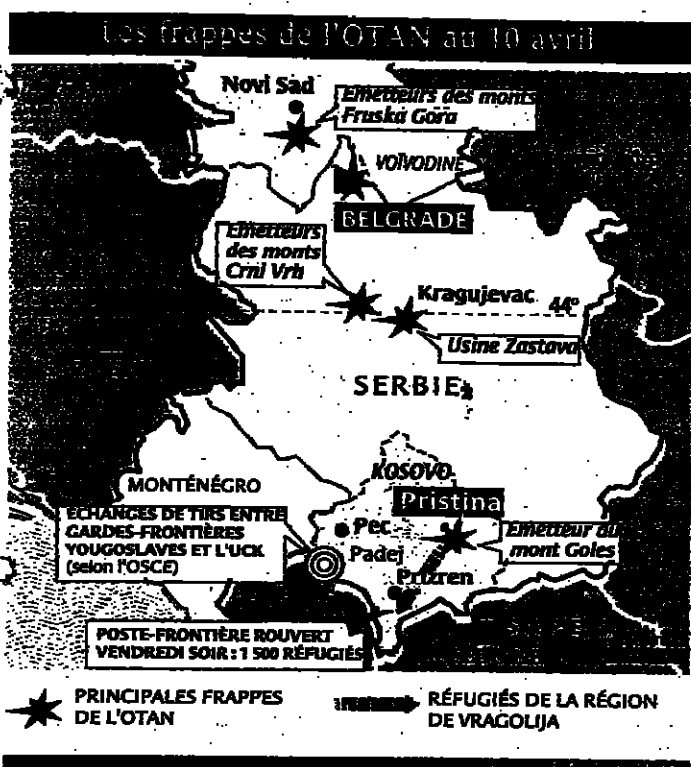 Les frappes de l'OTAN au 10 avril
Novi Sad
Emetteurs des monts
Fruska Gora
VOÏVODINE
BELGRADE
Emetteurs
des monts
Crni Vrh
Kragujevac
44°
Usine Zastava
SERBIE
KOSOVO
MONTÉNÉGRO
Pristina
ÉCHANGES DE TIRS ENTRE
GARDES-FRONTIÈRES
YOUGOSLAVES ET L'UCK
(selon l'OSCE)
Pec
Emetteur du
mont Goles
Padej
Prizren
POSTE-FRONTIÈRE ROUVERT
VENDREDI SOIR : 1 500 RÉFUGIÉS
PRINCIPALES FRAPPES
DE L'OTAN
RÉFUGIÉS DE LA RÉGION
DE VRAGOLIJA